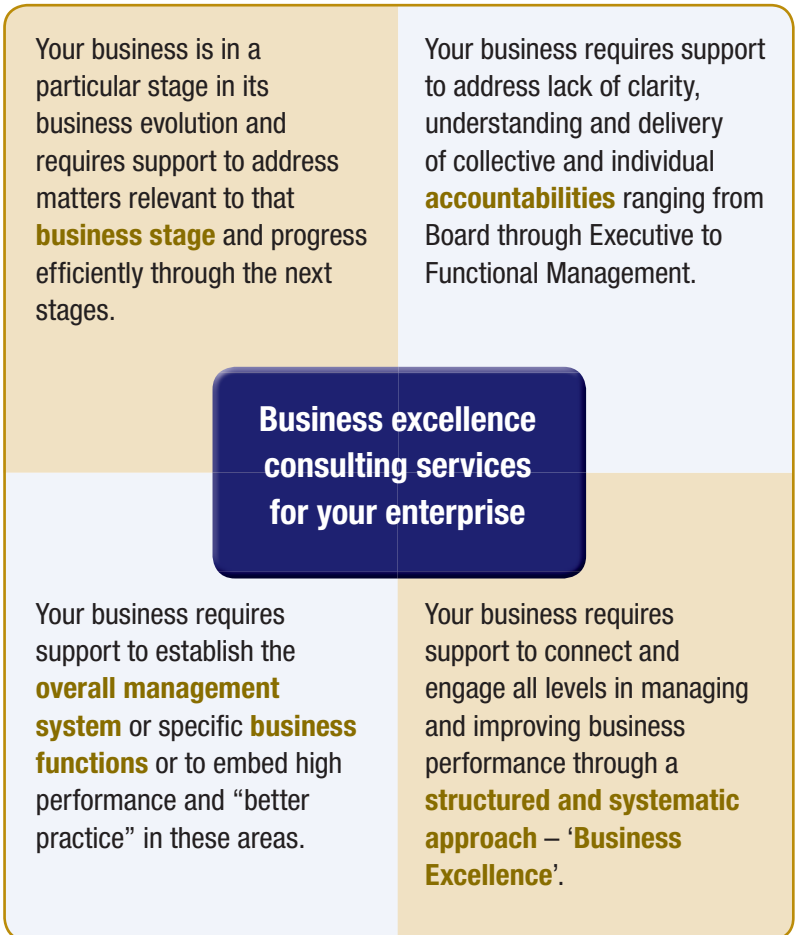 Your business is in a
particular stage in its
business evolution and
requires support to address
matters relevant to that
business stage and progress
efficiently through the next
stages.
Your business requires support
to address lack of clarity,
understanding and delivery
of collective and individual
accountabilities ranging from
Board through Executive to
Functional Management.
Business excellence
consulting services
for your enterprise
Your business requires
support to establish the
overall management
system or specific business
functions or to embed high
performance and “better
practice” in these areas.
Your business requires
support to connect and
engage all levels in managing
and improving business
performance through a
structured and systematic
approach – ‘Business
Excellence’.